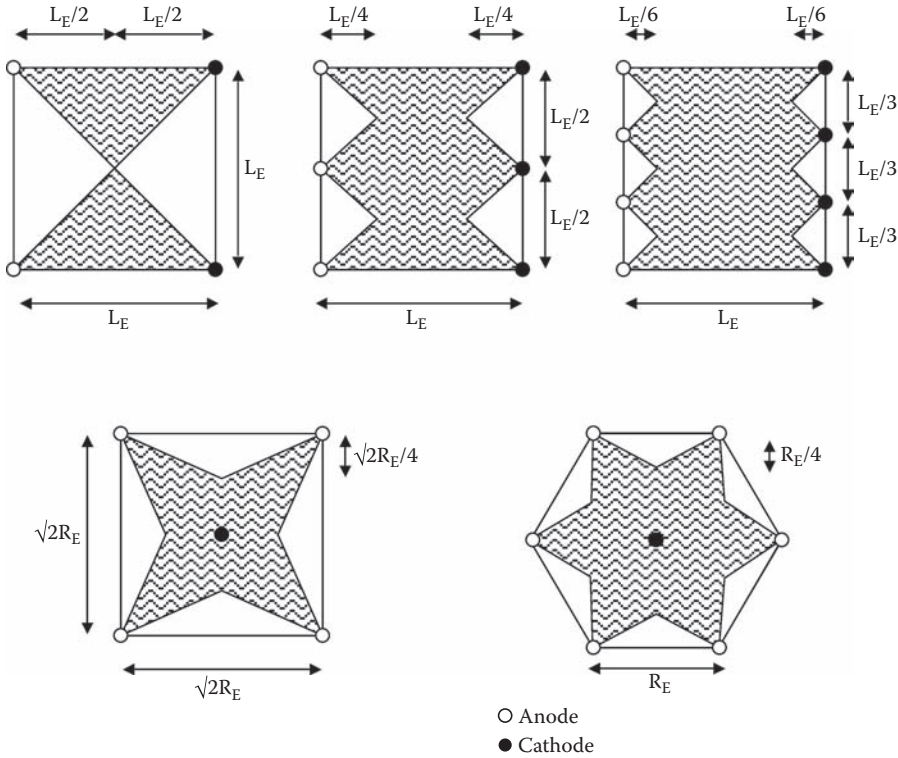 L_E/2 L_E/2
L_E/4 L_E/4
L_E/6 L_E/6
L_E
L_E/2
L_E/2
L_E/3
L_E/3
L_E/3
L_E
L_E
L_E
√2R_E
√2R_E/4
R_E/4
√2R_E
R_E
Anode
Cathode